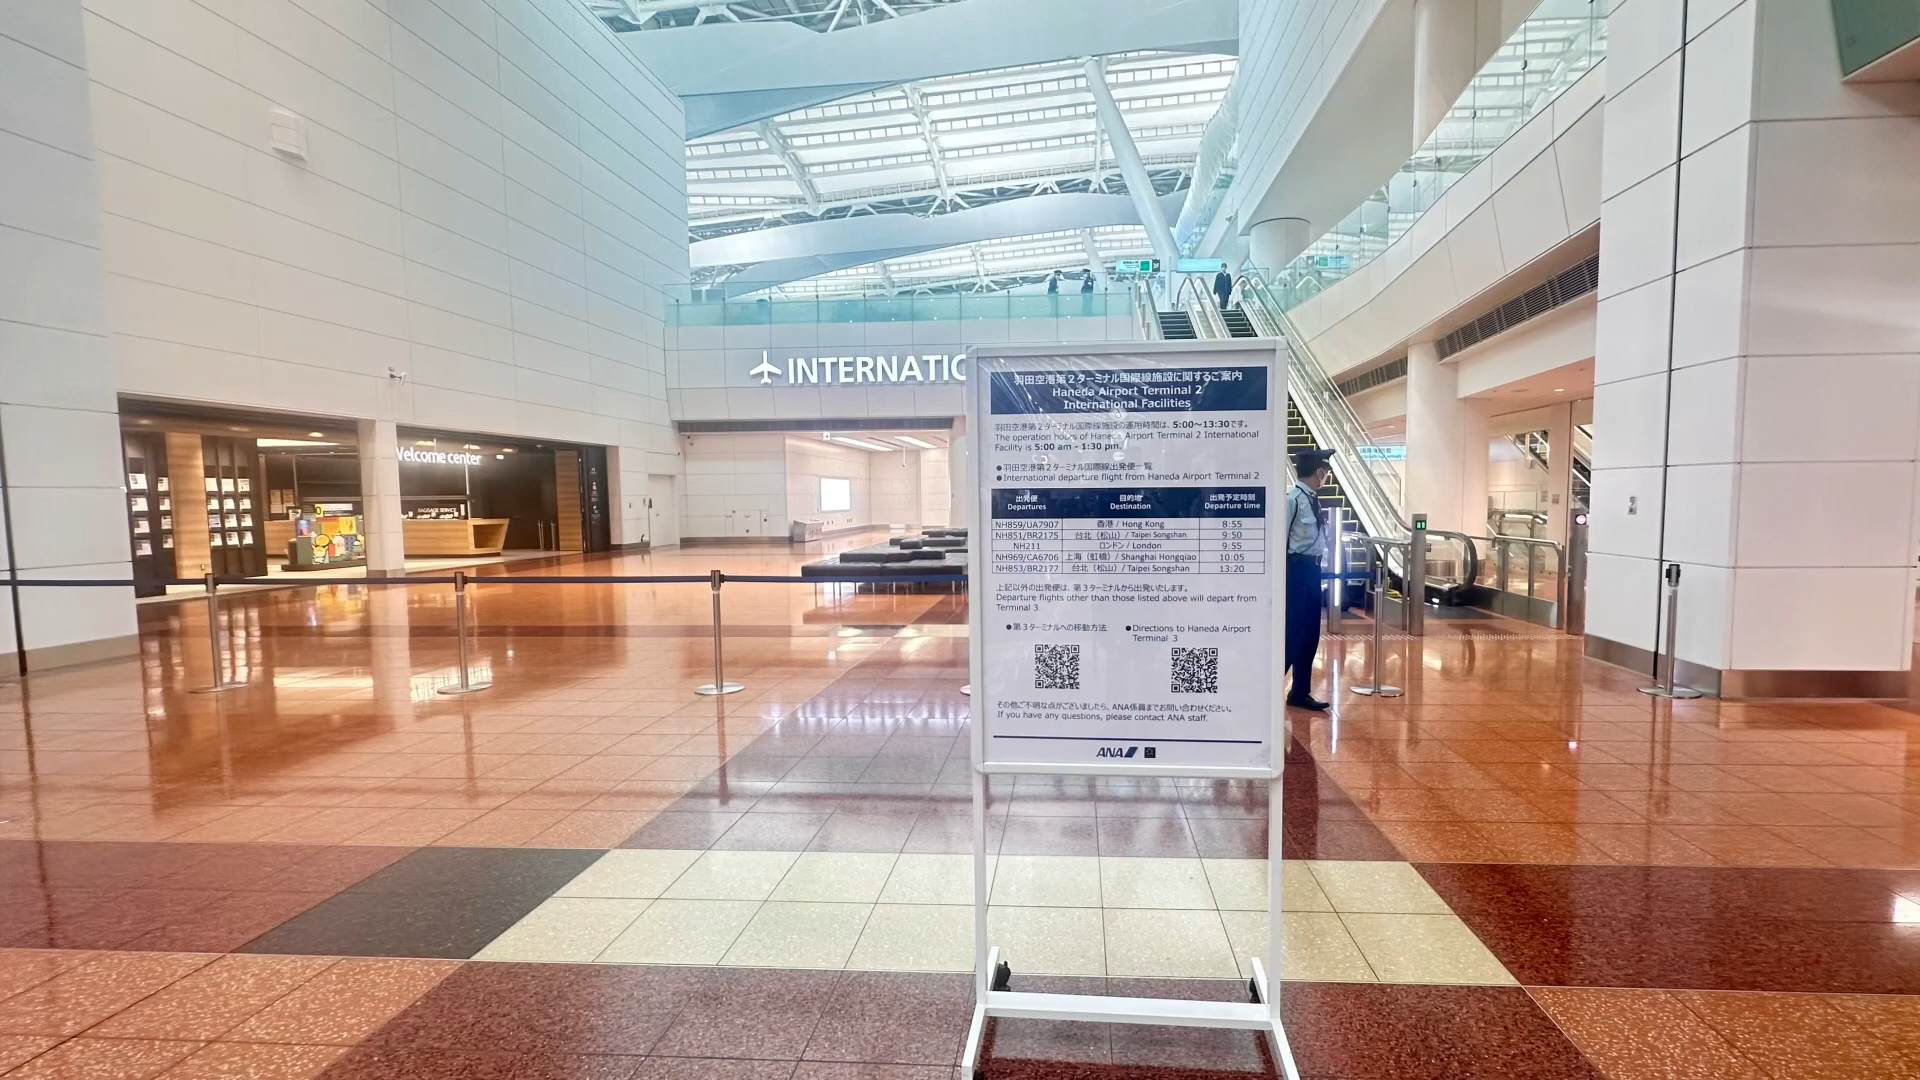 INTERNATIO
Welcome center
BAGGAGE SERVICE
羽田空港第2ターミナル国際線施設に関するご案内
Haneda Airport Terminal 2
International Facilities
羽田空港第2ターミナル国際線施設の運用時間は、5:00～13:30です。
The operation hours of Haneda Airport Terminal 2 International
Facility is 5:00 am - 1:30 pm.
●羽田空港第2ターミナル国際線出発便一覧
●International departure flight from Haneda Airport Terminal 2
出発便 目的地 出発予定時刻
Departures Destination Departure time
NH859/UA7907 香港 / Hong Kong 8:55
NH851/BR2175 台北（松山）/ Taipei Songshan 9:50
NH211 ロンドン / London 9:55
NH969/CA6706 上海（虹橋）/ Shanghai Hongqiao 10:05
NH853/BR2177 台北（松山）/ Taipei Songshan 13:20
上記以外の出発便は、第3ターミナルから出発いたします。
Departure flights other than those listed above will depart from
Terminal 3
●第3ターミナルへの移動方法 ●Directions to Haneda Airport
Terminal 3
その他ご不明な点がございましたら、ANA係員までお問い合わせください。
If you have any questions, please contact ANA staff.
ANA